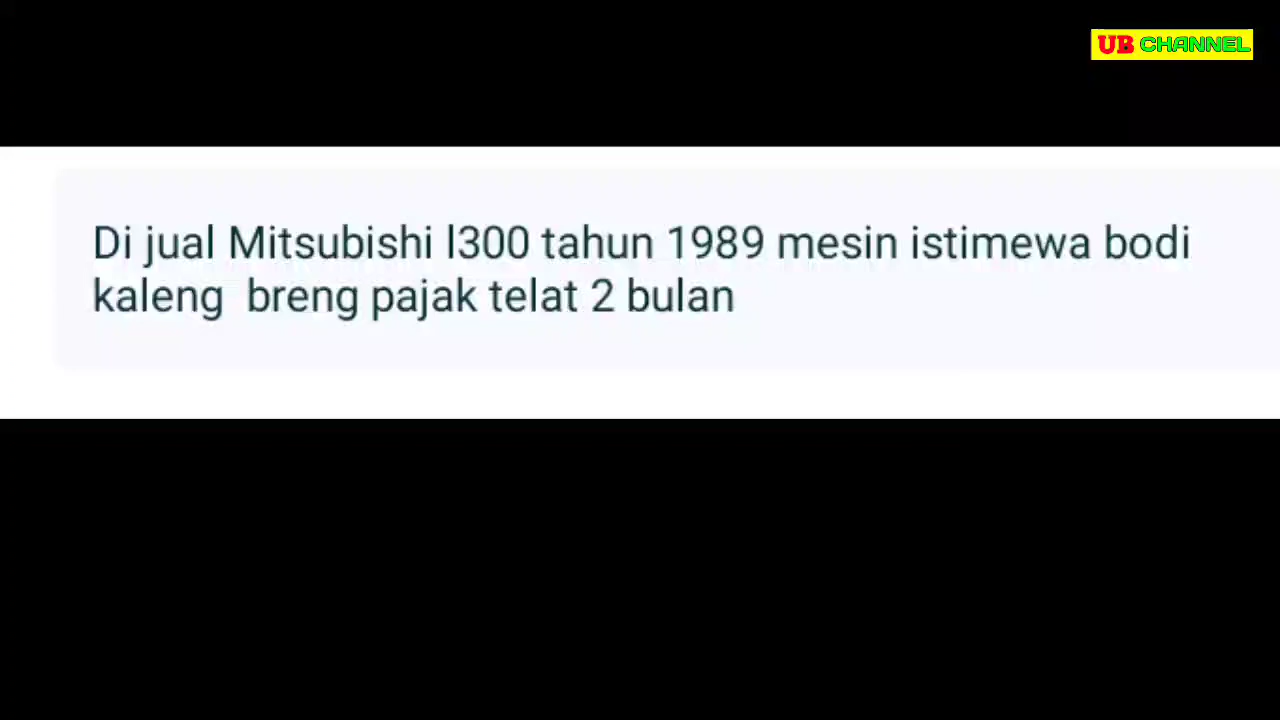 UB CHANNEL
Di jual Mitsubishi l300 tahun 1989 mesin istimewa bodi
kaleng  breng pajak telat 2 bulan